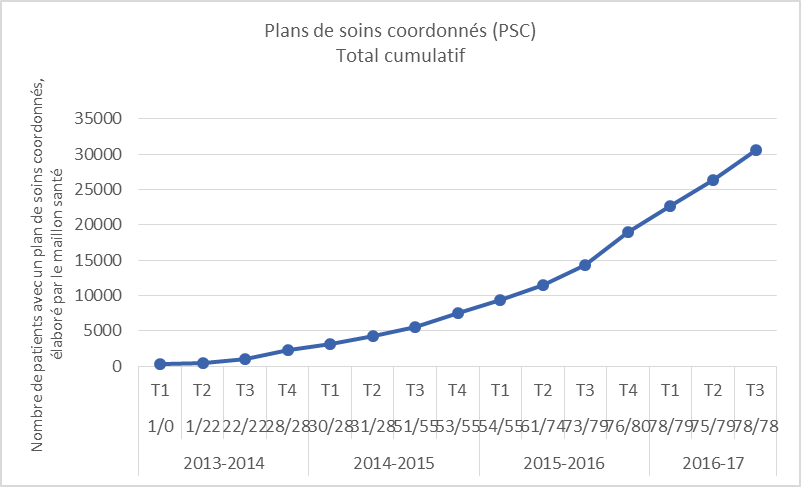 Plans de soins coordonnés (PSC)
Total cumulatif
Nombre de patients avec un plan de soins coordonnés,
élaboré par le maillon santé
35000
30000
25000
20000
15000
10000
5000
0
T1 T2 T3 T4 T1 T2 T3 T4 T1 T2 T3 T4 T1 T2 T3
1/0 1/22 22/22 28/28 30/28 31/28 51/55 53/55 54/55 61/74 73/79 76/80 78/79 75/79 78/78
2013-2014 2014-2015 2015-2016 2016-17